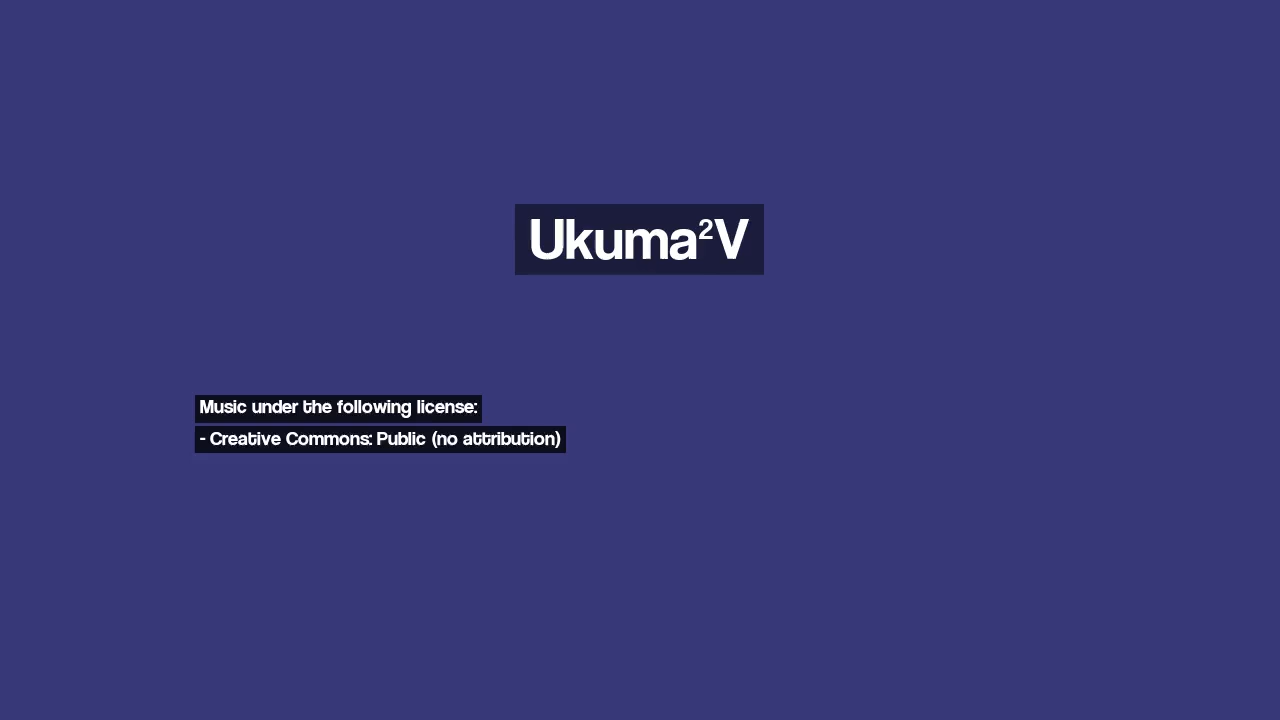 Ukuma²V
Music under the following license:
- Creative Commons: Public (no attribution)